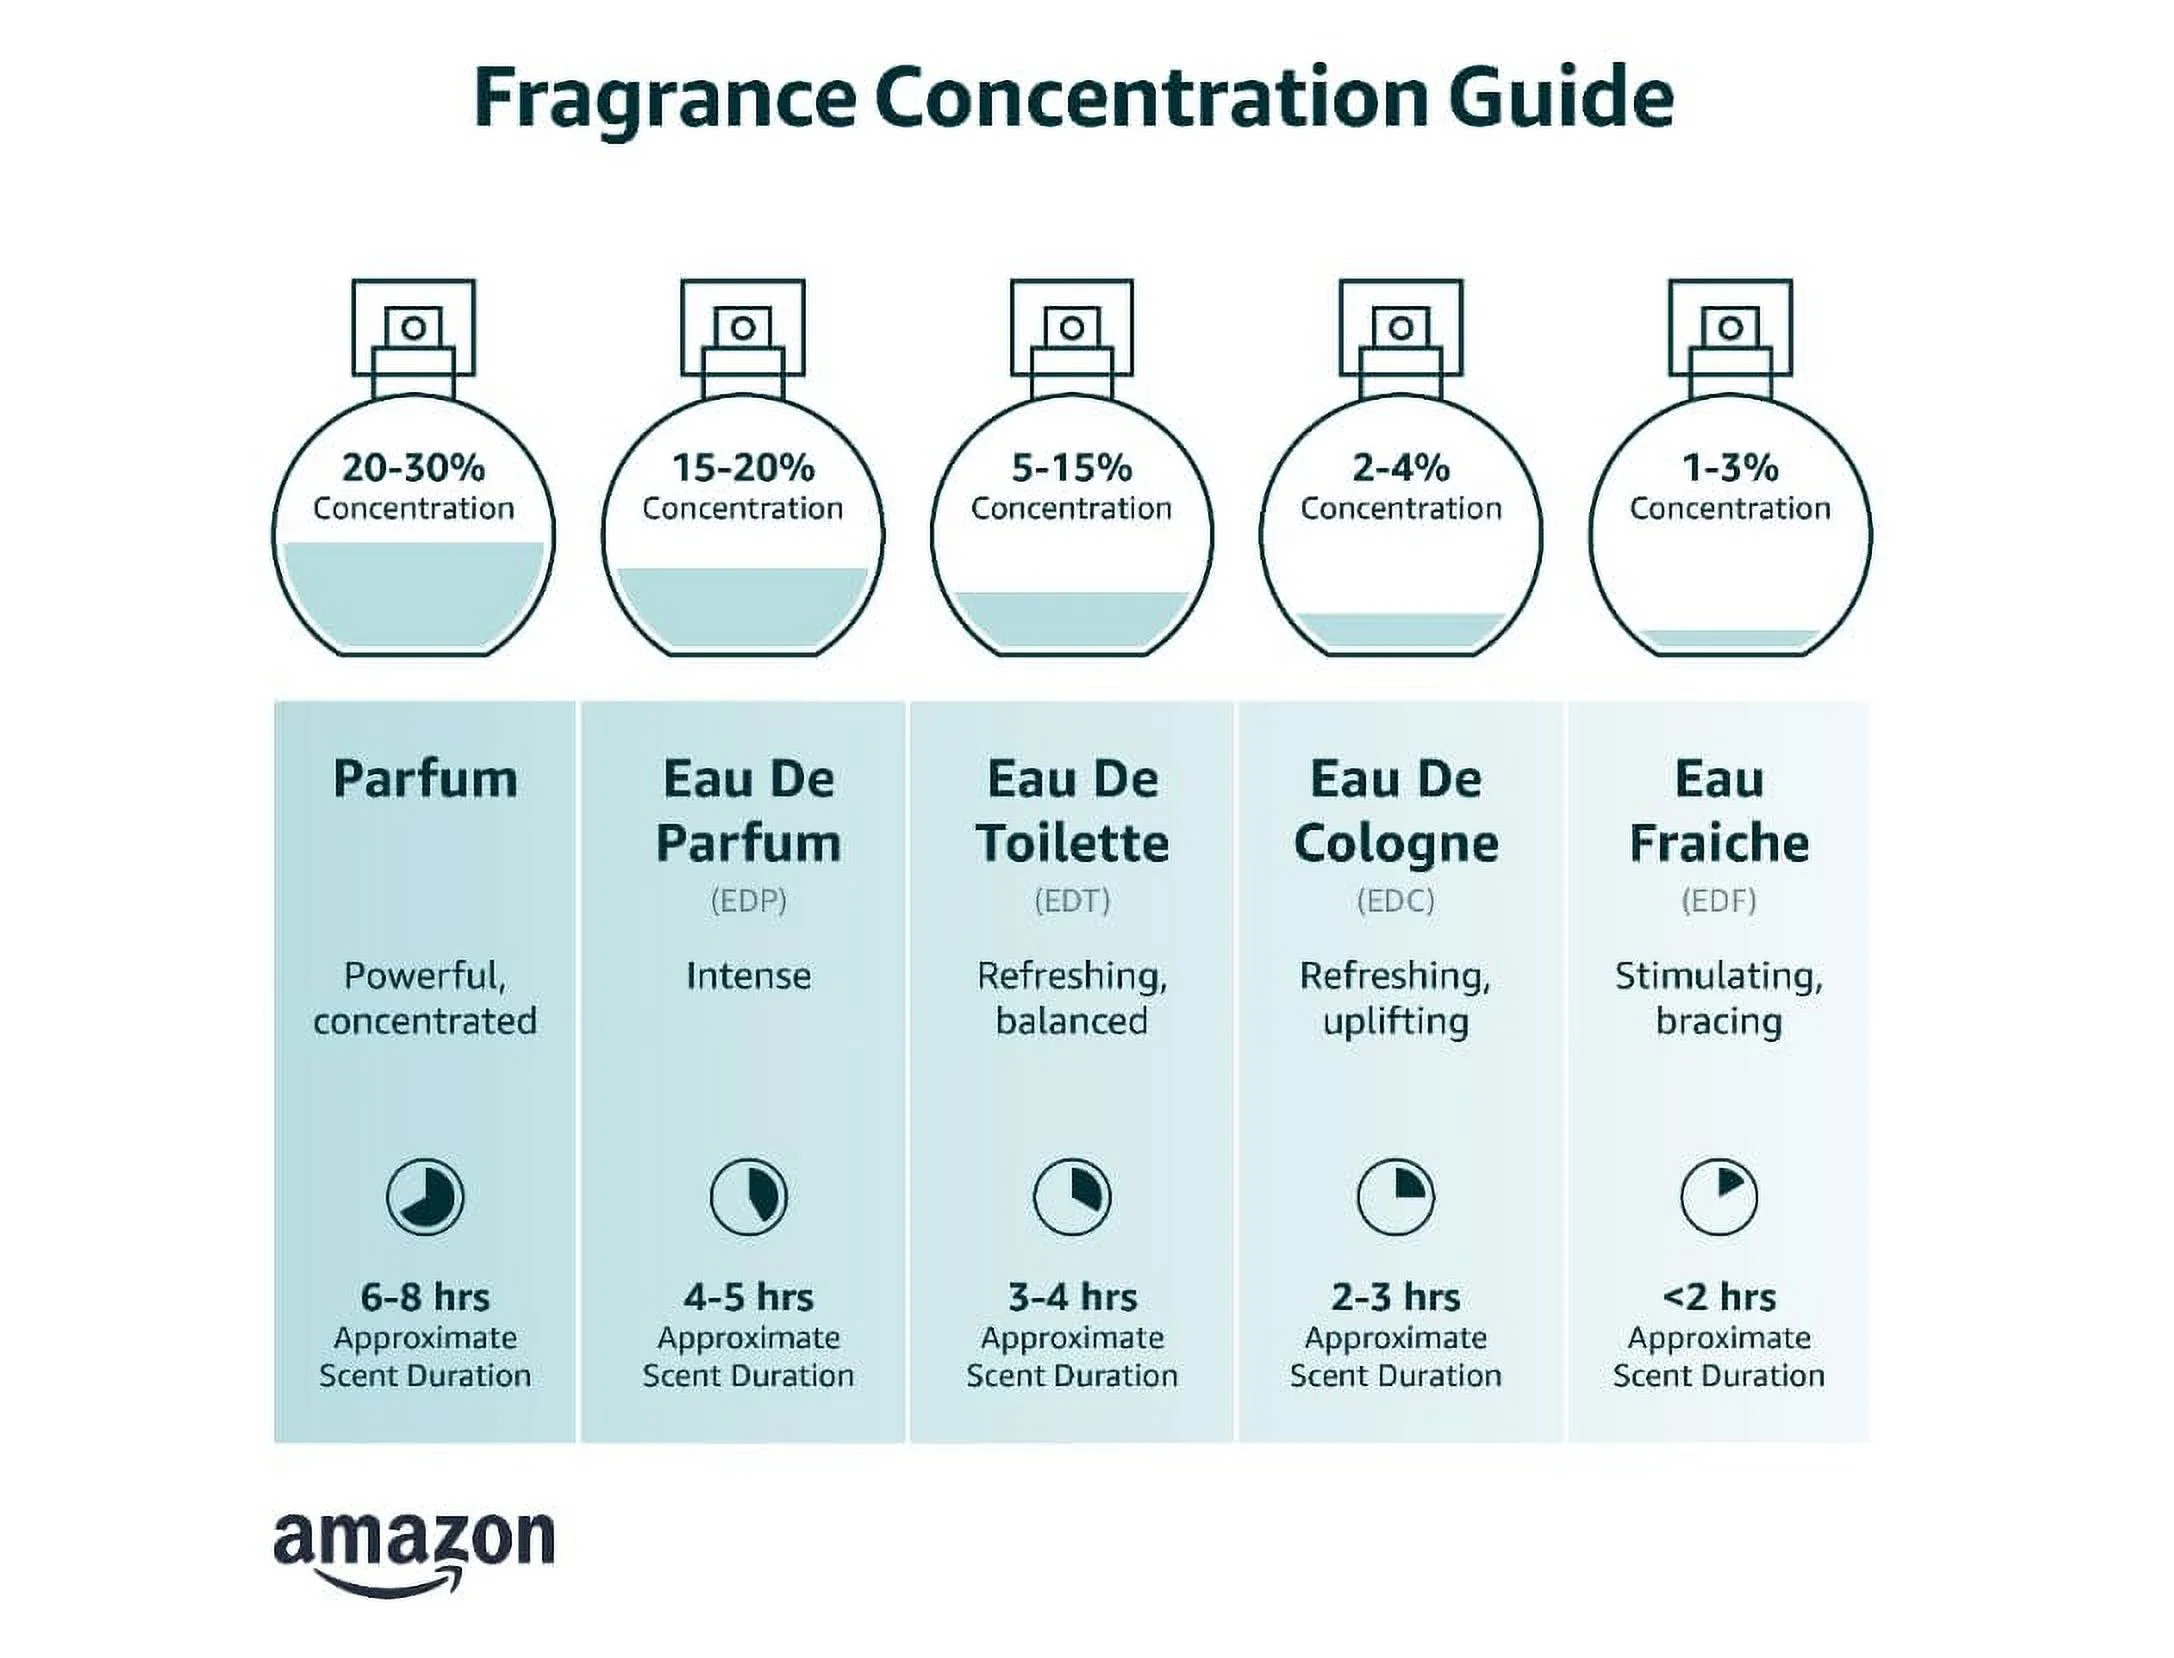 Fragrance Concentration Guide
20-30%
Concentration
15-20%
Concentration
5-15%
Concentration
2-4%
Concentration
1-3%
Concentration
Parfum
Powerful,
concentrated
6-8 hrs
Approximate
Scent Duration
Eau De
Parfum
(EDP)
Intense
4-5 hrs
Approximate
Scent Duration
Eau De
Toilette
(EDT)
Refreshing,
balanced
3-4 hrs
Approximate
Scent Duration
Eau De
Cologne
(EDC)
Refreshing,
uplifting
2-3 hrs
Approximate
Scent Duration
Eau
Fraiche
(EDF)
Stimulating,
bracing
<2 hrs
Approximate
Scent Duration
amazon